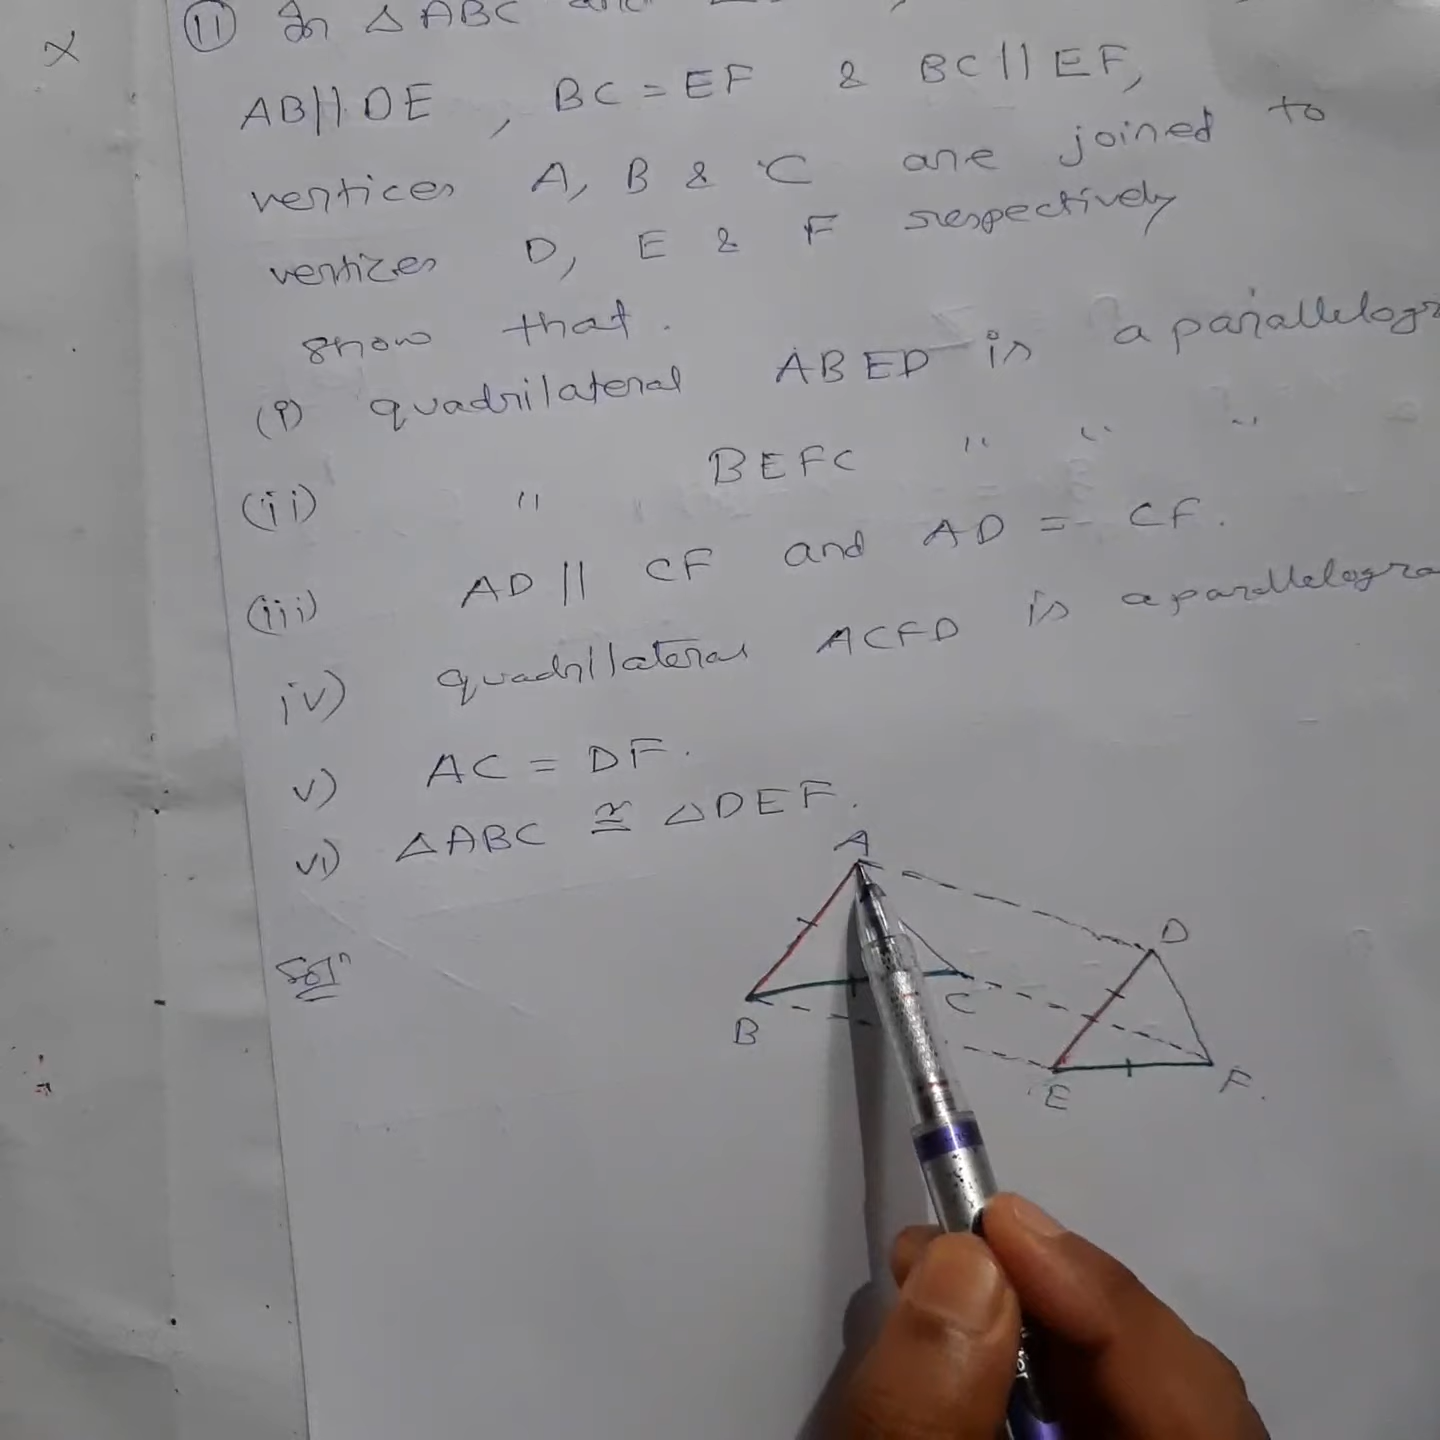 (11) In △ABC and
AB||DE, BC=EF & BC||EF,
vertices A, B & C are joined to
vertices D, E & F respectively
show that.
(i) quadrilateral ABED is a parallelogr
(ii) " BEFC " " "
(iii) AD || CF and AD = CF.
iv) quadrilateral ACFD is a parallelogra
v) AC = DF.
vi) △ABC ≅ △DEF.
A
D
Solⁿ
C
B
F.
E